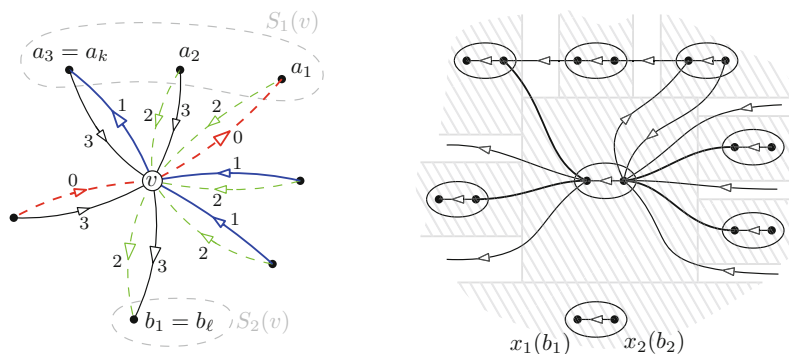 S₁(v)
a₃ = aₖ
a₂
a₁
1
2
2
3
3
0
0
1
v
2
3
1
2
2
3
b₁ = bℓ
S₂(v)
x₁(b₁)
x₂(b₂)